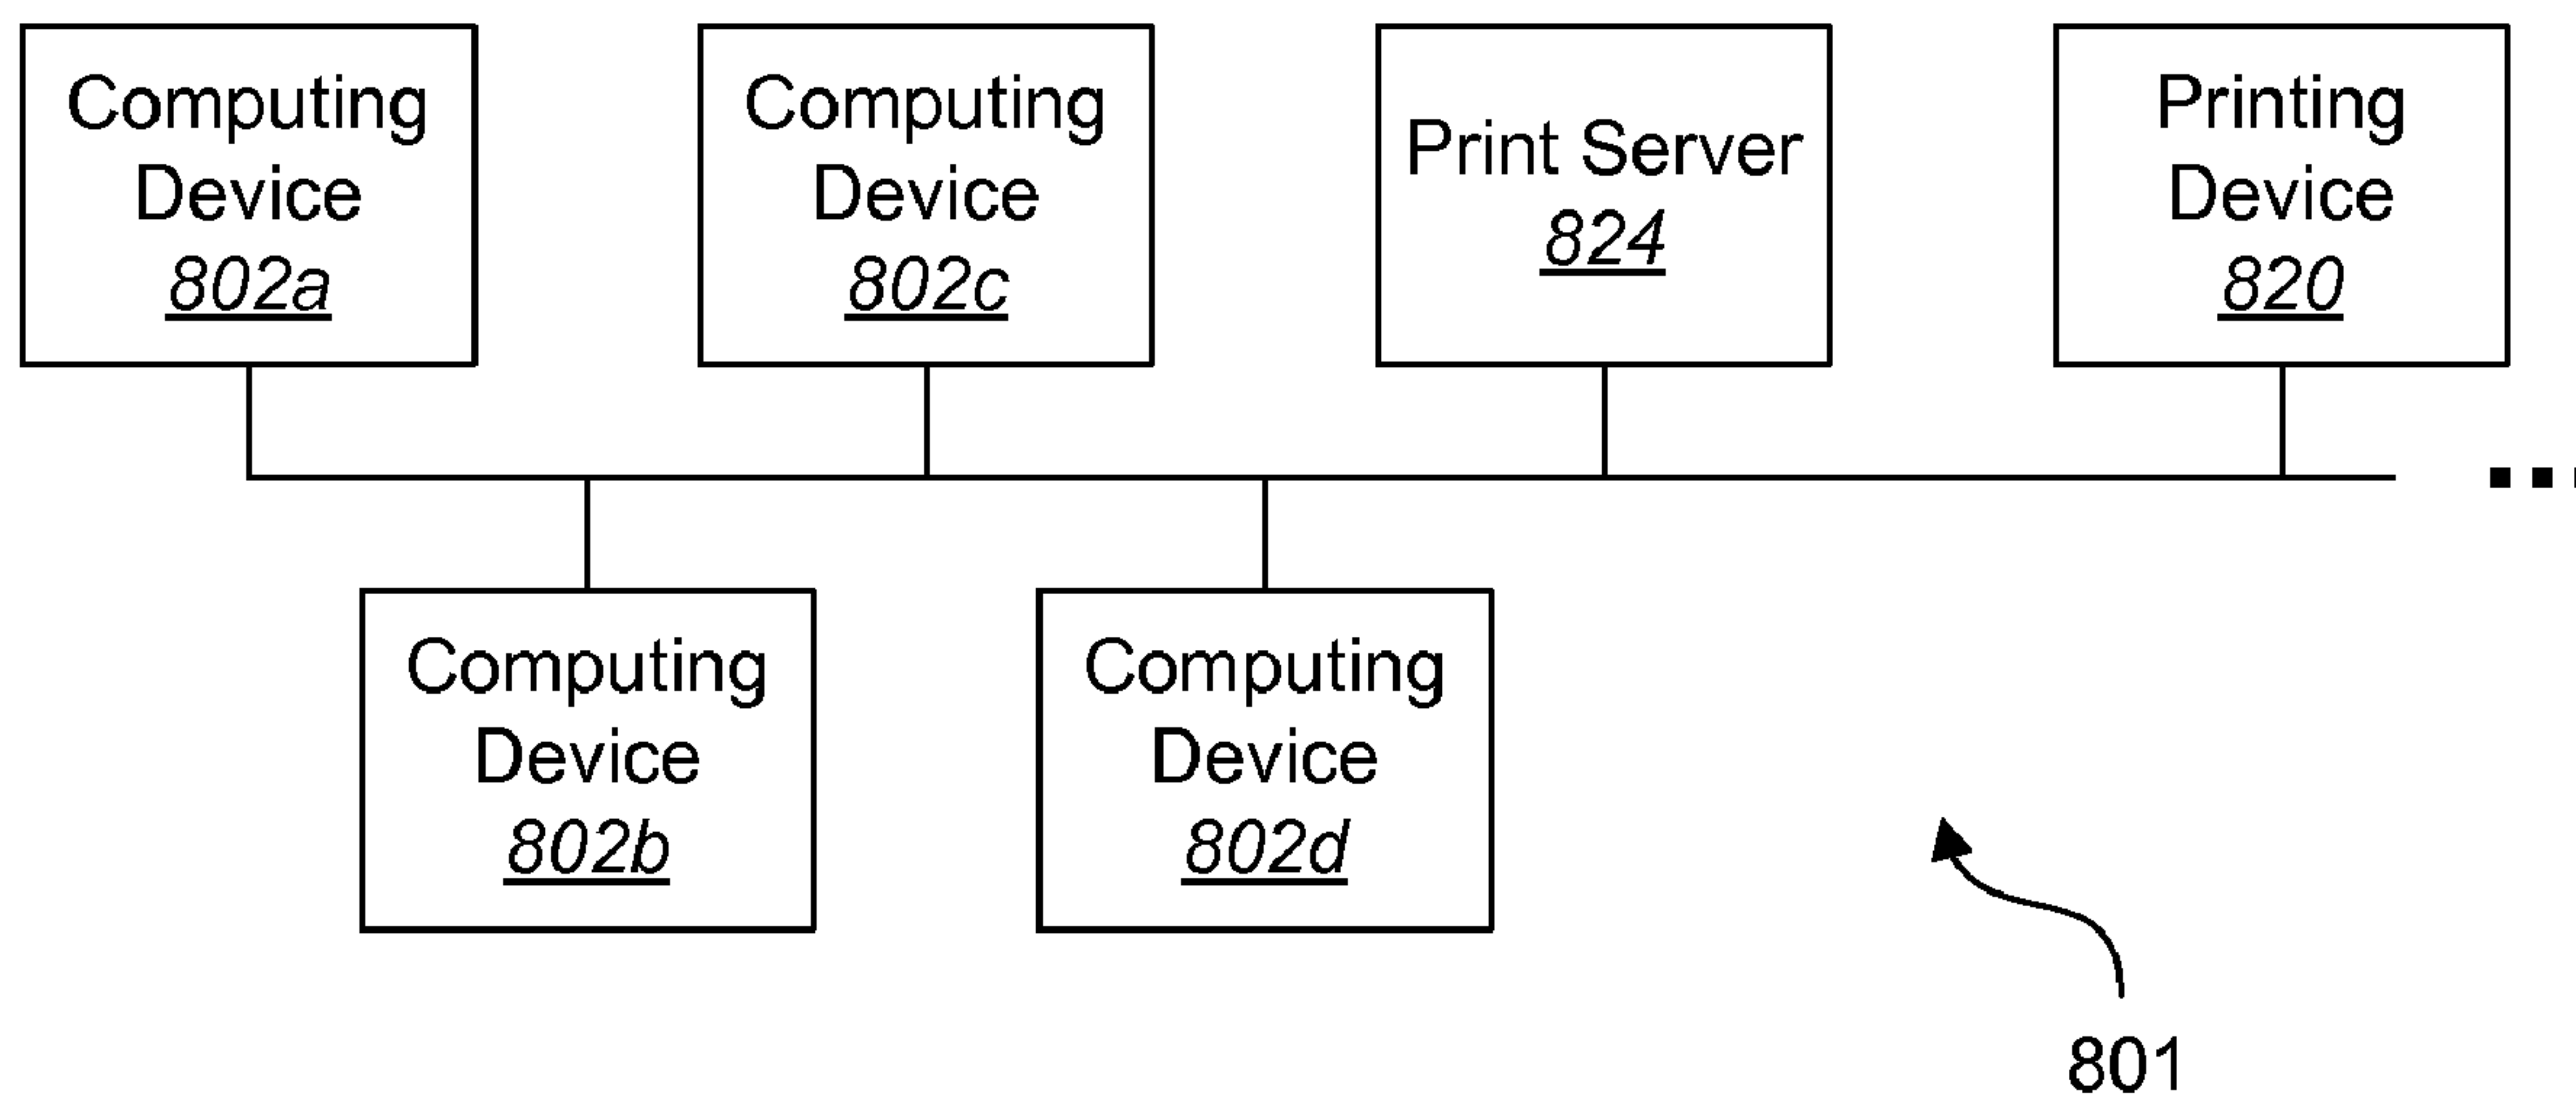 Computing
Device
802a
Computing
Device
802c
Print Server
824
Printing
Device
820
Computing
Device
802b
Computing
Device
802d
801